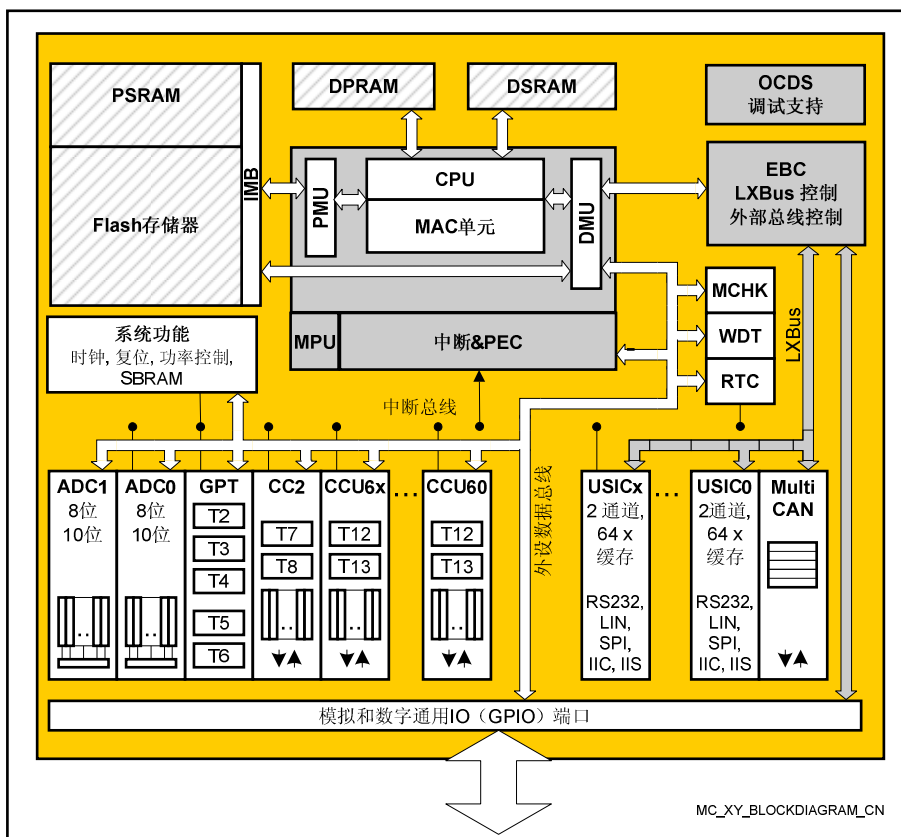 PSRAM
Flash存储器
IMB
DPRAM
DSRAM
OCDS
调试支持
EBC
LXBus 控制
外部总线控制
PMU
CPU
MAC单元
DMU
MPU
中断&PEC
MCHK
WDT
RTC
LXBus
系统功能
时钟, 复位, 功率控制,
SBRAM
中断总线
外设数据总线
ADC1
8位
10位
ADC0
8位
10位
GPT
T2
T3
T4
T5
T6
CC2
T7
T8
CCU6x
T12
T13
...
CCU60
T12
T13
USICx
2 通道,
64 x
缓存
RS232,
LIN,
SPI,
IIC, IIS
...
USIC0
2通道,
64 x
缓存
RS232,
LIN,
SPI,
IIC, IIS
Multi
CAN
模拟和数字通用IO（GPIO）端口
MC_XY_BLOCKDIAGRAM_CN